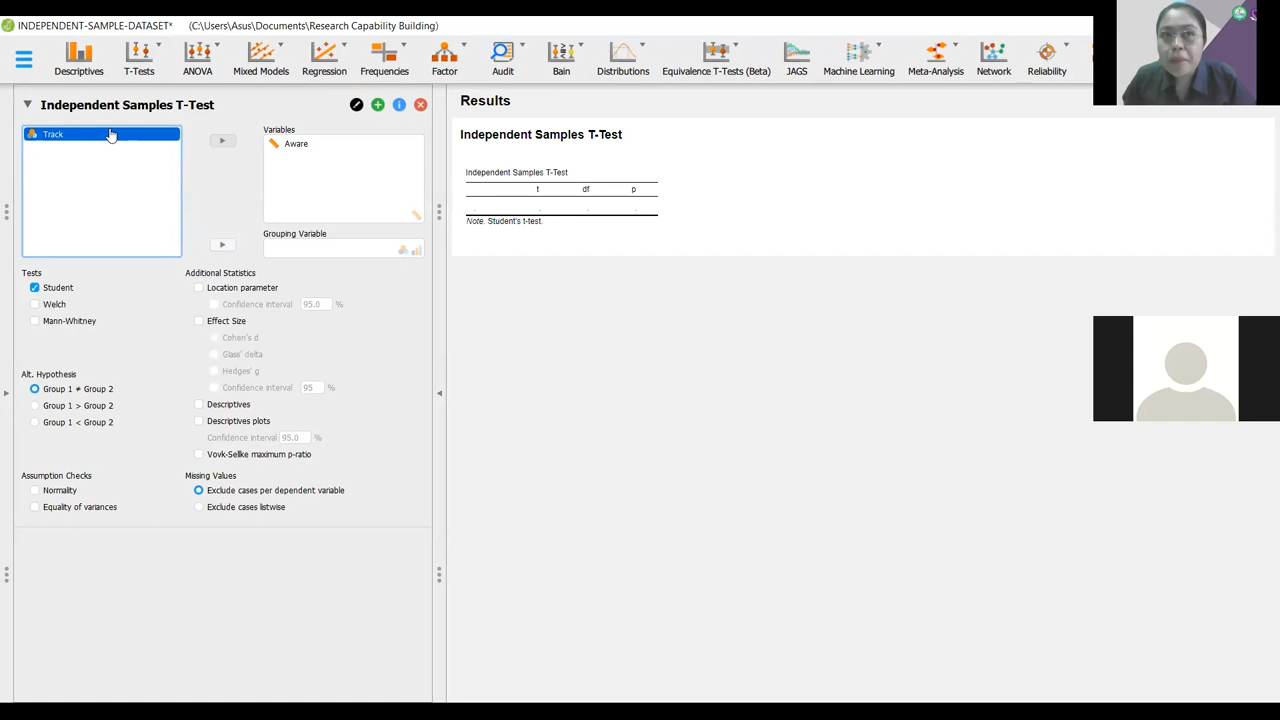 INDEPENDENT-SAMPLE-DATASET* (C:\Users\Asus\Documents\Research Capability Building)
Descriptives T-Tests ANOVA Mixed Models Regression Frequencies Factor Audit Bain Distributions Equivalence T-Tests (Beta) JAGS Machine Learning Meta-Analysis Network Reliability
Independent Samples T-Test
Track
Variables
Aware
Grouping Variable
Tests
Student
Welch
Mann-Whitney
Alt. Hypothesis
Group 1 ≠ Group 2
Group 1 > Group 2
Group 1 < Group 2
Assumption Checks
Normality
Equality of variances
Additional Statistics
Location parameter
Confidence interval 95.0 %
Effect Size
Cohen's d
Glass' delta
Hedges' g
Confidence interval 95 %
Descriptives
Descriptives plots
Confidence interval 95.0 %
Vovk-Sellke maximum p-ratio
Missing Values
Exclude cases per dependent variable
Exclude cases listwise
Results
Independent Samples T-Test
Independent Samples T-Test
t df p
. . .
Note. Student's t-test.